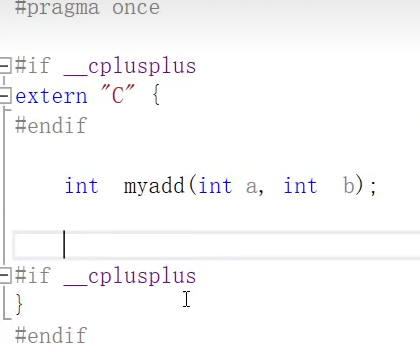 #pragma once
#if __cplusplus
extern "C" {
#endif
int  myadd(int a, int  b);
#if __cplusplus
}
#endif